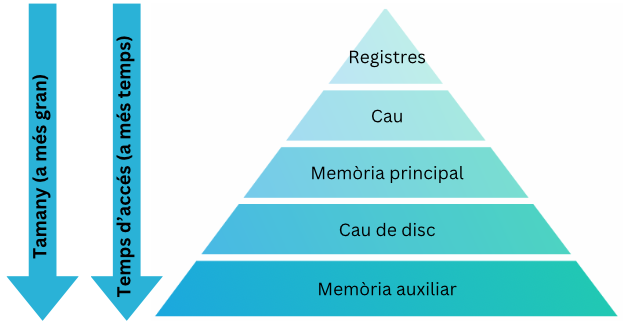 Tamany (a més gran)
Temps d'accés (a més temps)
Registres
Cau
Memòria principal
Cau de disc
Memòria auxiliar